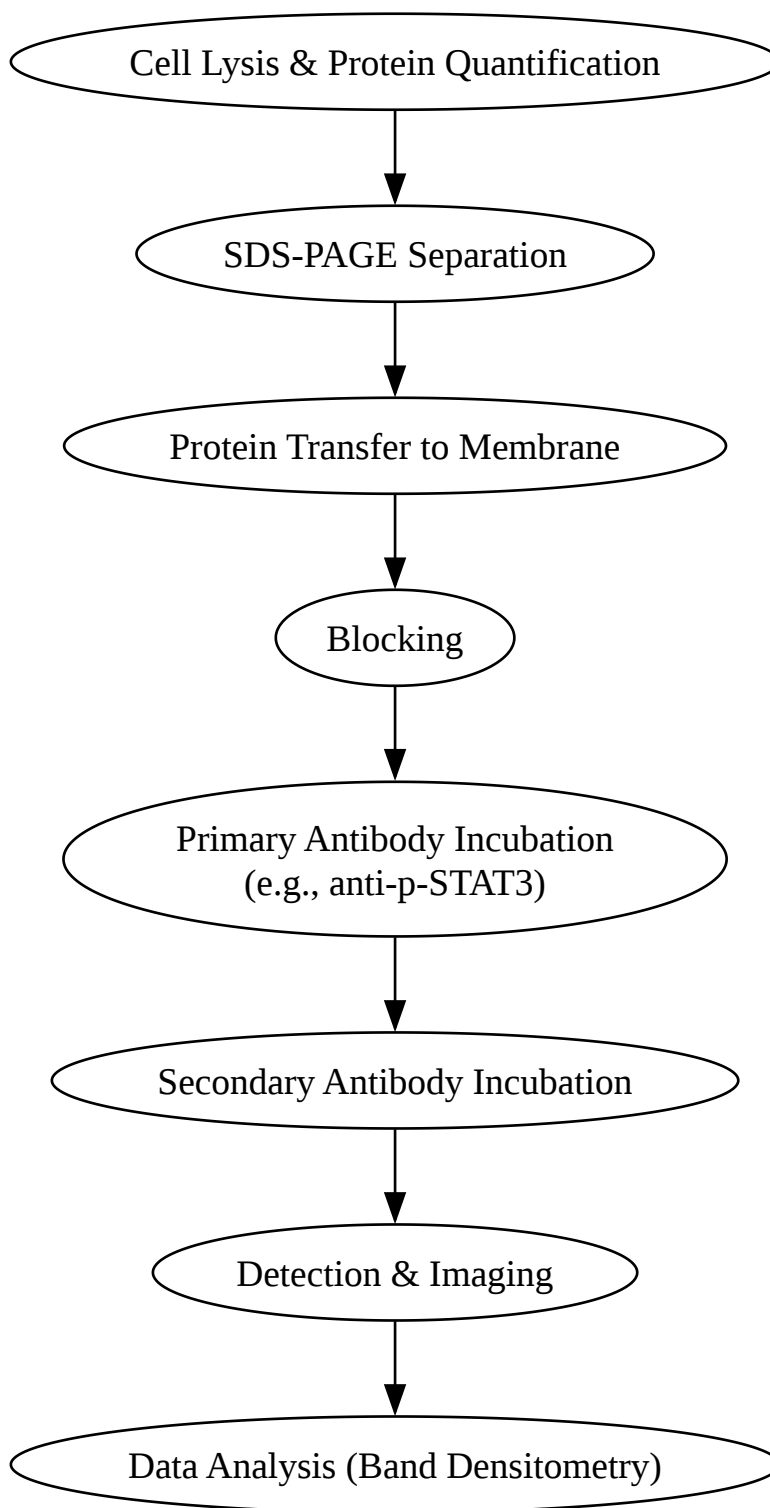 Cell Lysis & Protein Quantification
SDS-PAGE Separation
Protein Transfer to Membrane
Blocking
Primary Antibody Incubation
(e.g., anti-p-STAT3)
Secondary Antibody Incubation
Detection & Imaging
Data Analysis (Band Densitometry)